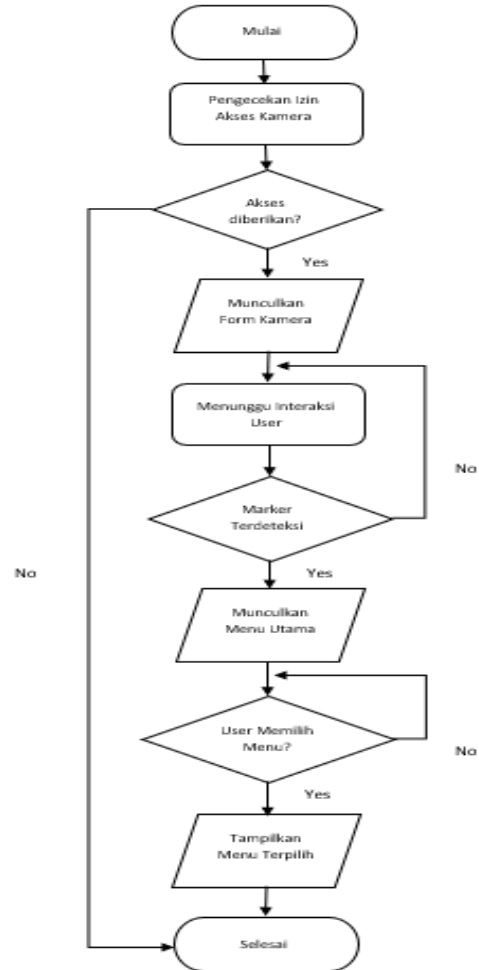 Mulai
Pengecekan Izin
Akses Kamera
Akses
diberikan?
Yes
Munculkan
Form Kamera
Menunggu Interaksi
User
No
Marker
Terdeteksi
No
Yes
Munculkan
Menu Utama
User Memilih
Menu?
No
Yes
Tampilkan
Menu Terpilih
Selesai